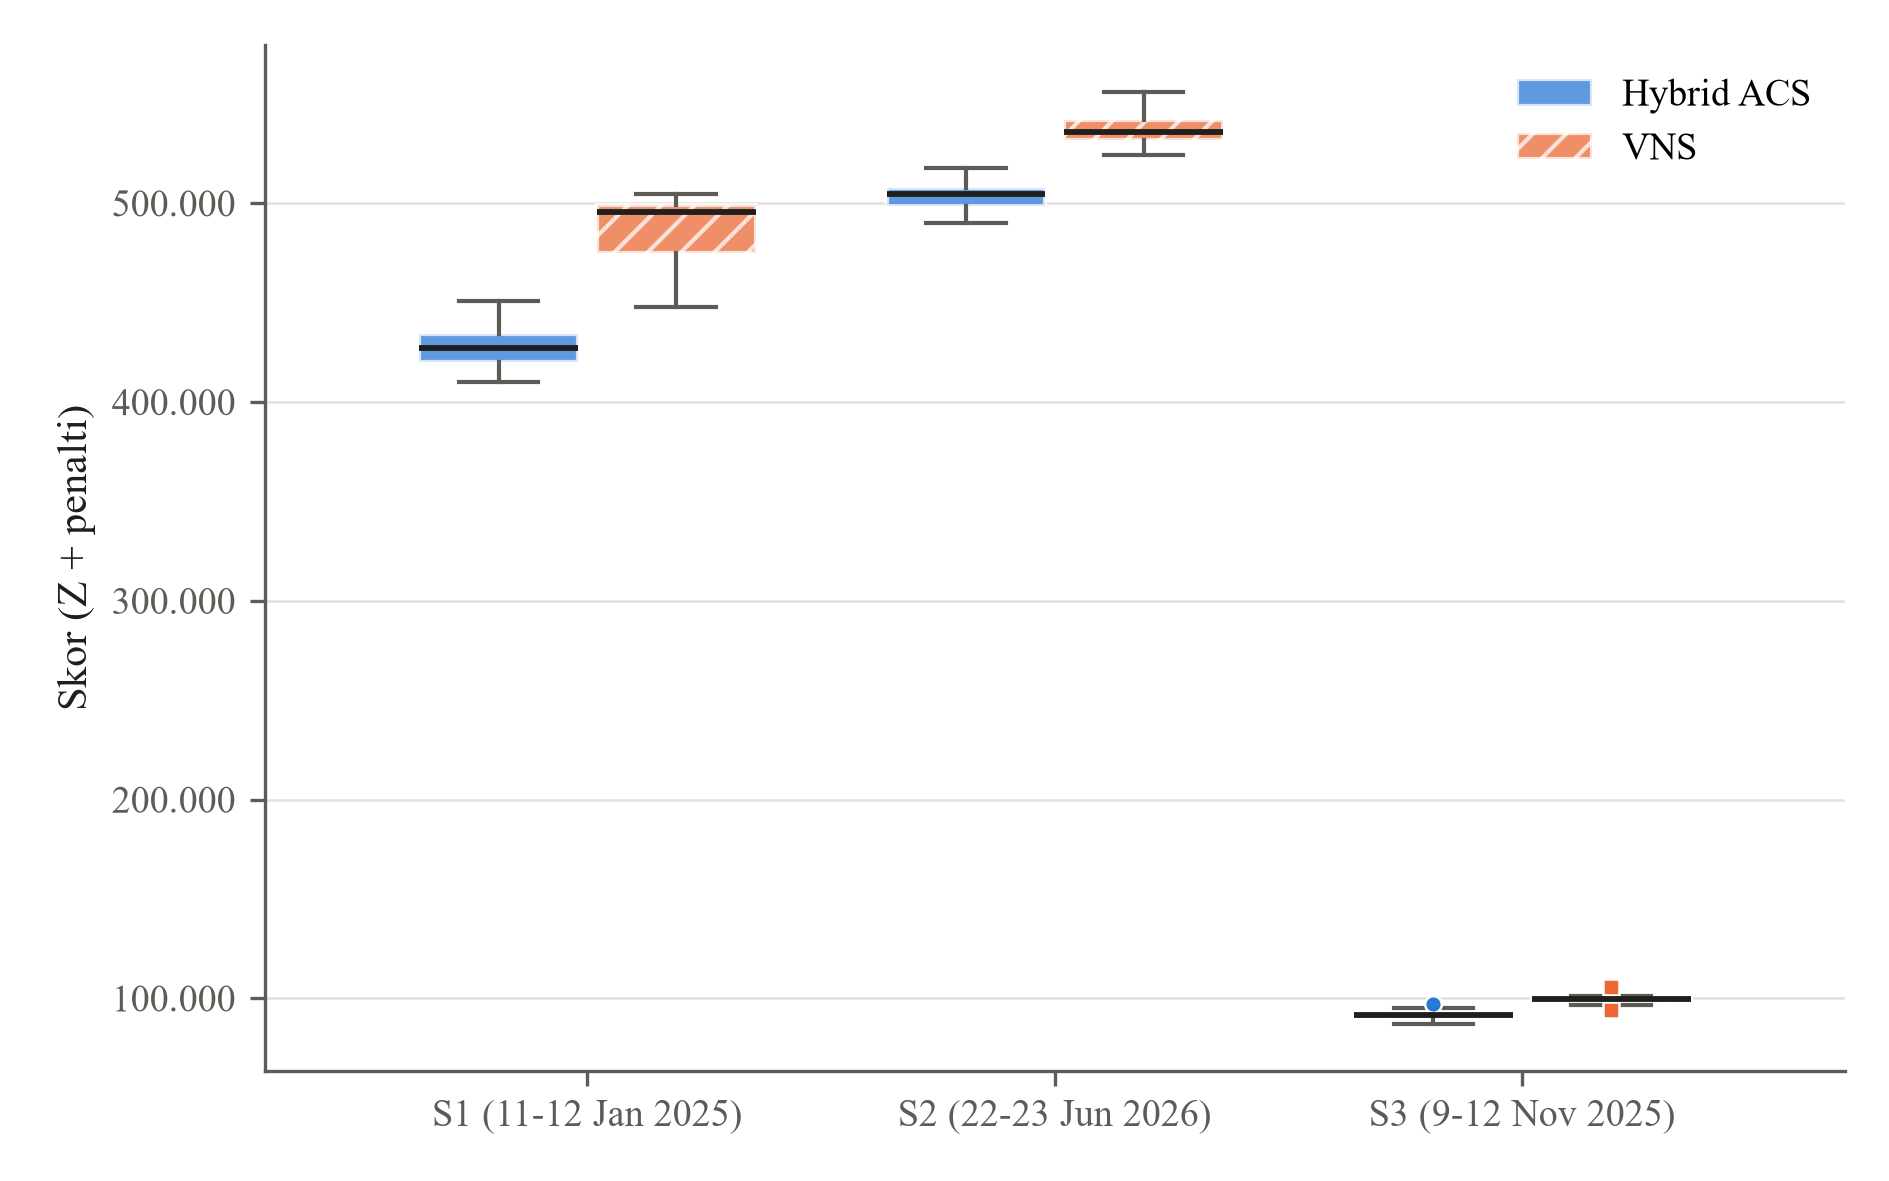 Hybrid ACS
VNS
500.000
400.000
300.000
200.000
100.000
Skor (Z + penalti)
S1 (11-12 Jan 2025)
S2 (22-23 Jun 2026)
S3 (9-12 Nov 2025)